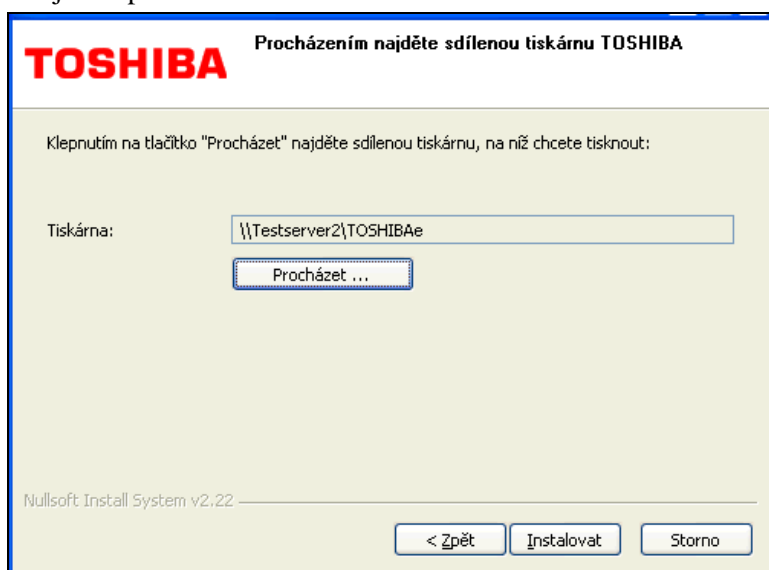 TOSHIBA
Procházením najděte sdílenou tiskárnu TOSHIBA
Klepnutím na tlačítko "Procházet" najděte sdílenou tiskárnu, na níž chcete tisknout:
Tiskárna:
\\Testserver2\TOSHIBAe
Procházet ...
Nullsoft Install System v2.22
< Zpět
Instalovat
Storno